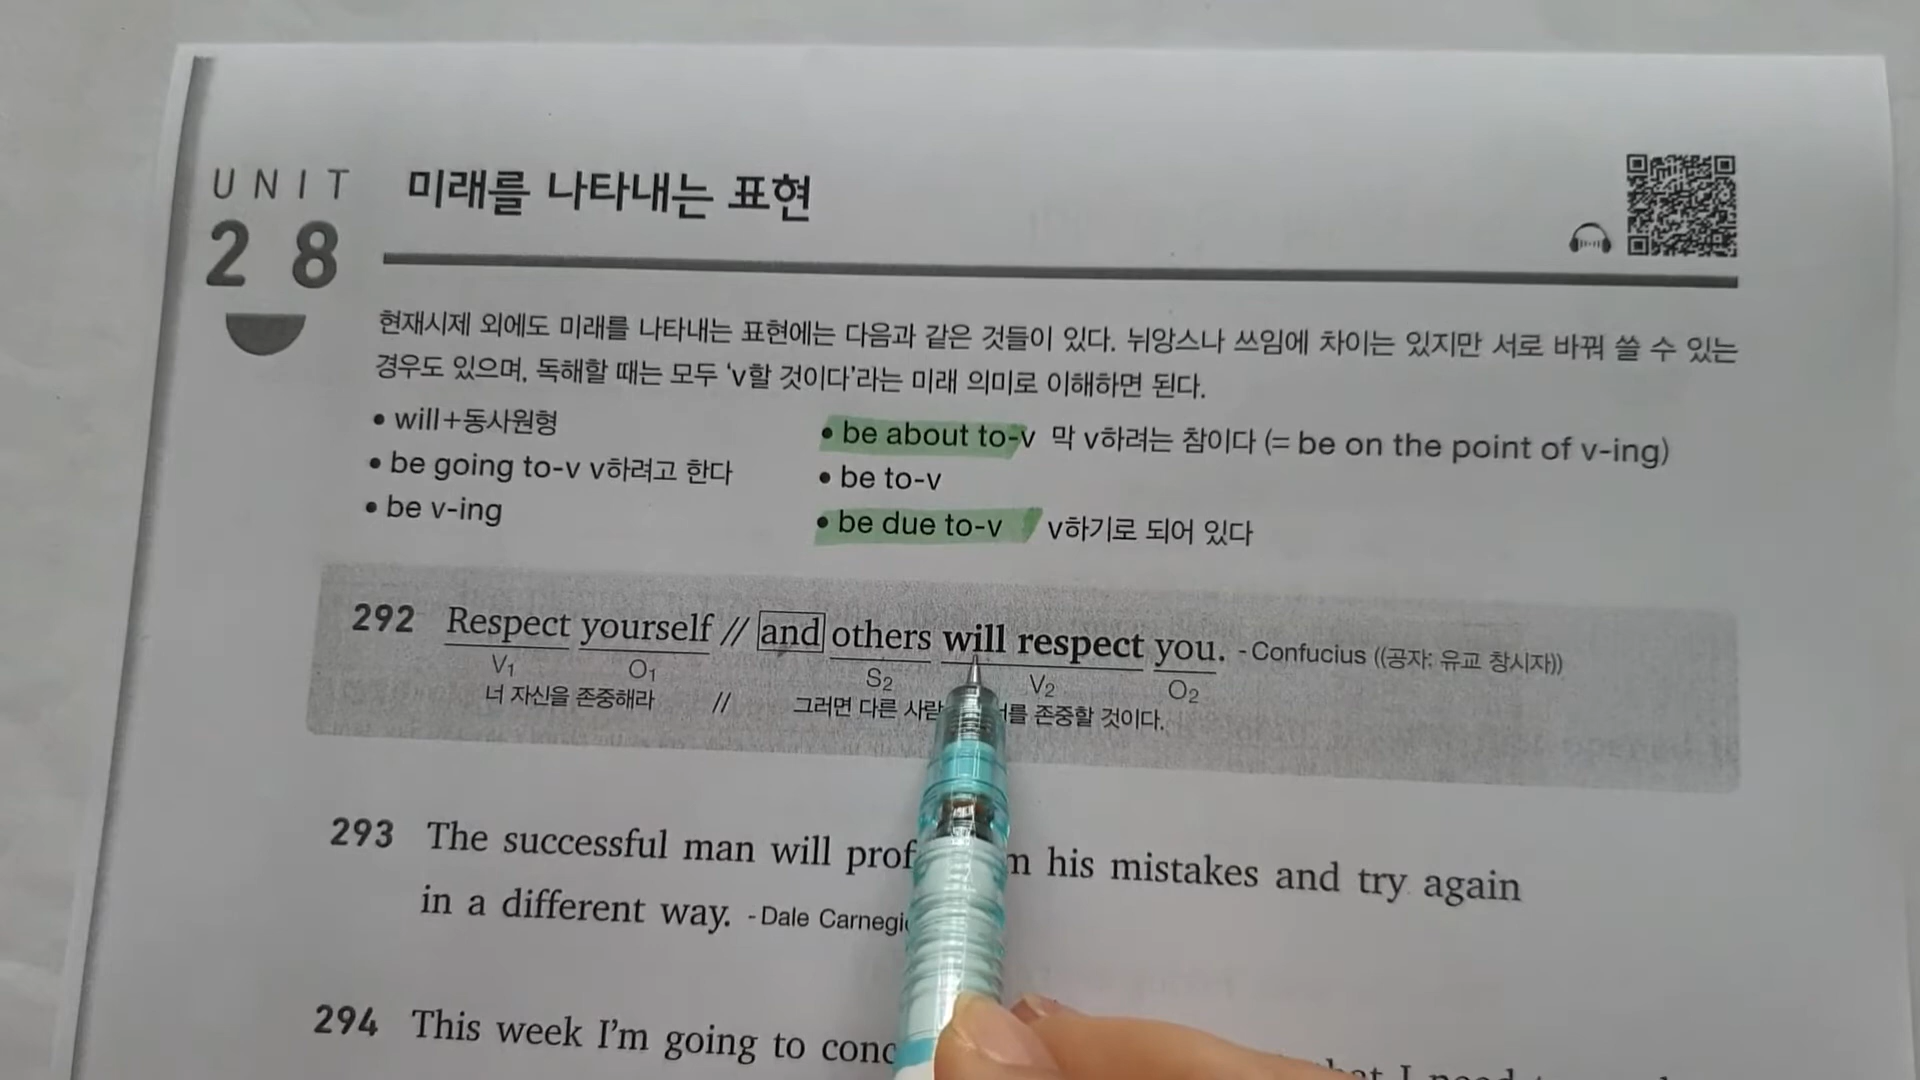 UNIT
28
미래를 나타내는 표현
현재시제 외에도 미래를 나타내는 표현에는 다음과 같은 것들이 있다. 뉘앙스나 쓰임에 차이는 있지만 서로 바꿔 쓸 수 있는
경우도 있으며, 독해할 때는 모두 ‘v할 것이다’라는 미래 의미로 이해하면 된다.
• will+동사원형
• be going to-v v하려고 한다
• be v-ing
• be about to-v 막 v하려는 참이다 (= be on the point of v-ing)
• be to-v
• be due to-v v하기로 되어 있다
292 Respect yourself // and others will respect you. - Confucius ((공자: 유교 창시자))
V1 O1 S2 V2 O2
너 자신을 존중해라 // 그러면 다른 존중할 것이다.
293 The successful man will his mistakes and try again
in a different way. - Dale
294 This week I'm going to I